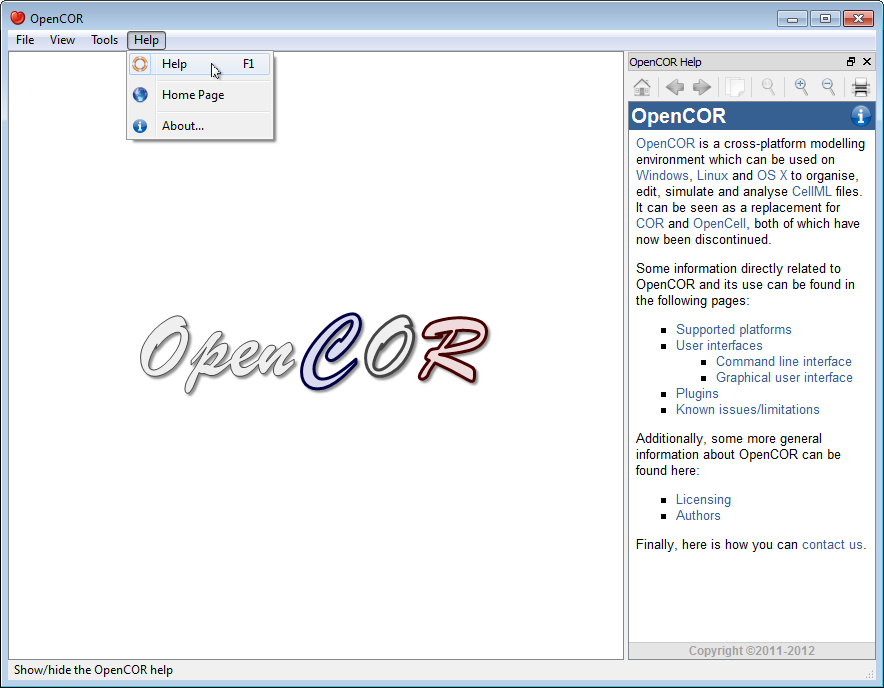 OpenCOR
File View Tools Help
Help F1
Home Page
About...
OpenCOR
OpenCOR Help
OpenCOR
OpenCOR is a cross-platform modelling
environment which can be used on
Windows, Linux and OS X to organise,
edit, simulate and analyse CellML files.
It can be seen as a replacement for
COR and OpenCell, both of which have
now been discontinued.
Some information directly related to
OpenCOR and its use can be found in
the following pages:
Supported platforms
User interfaces
Command line interface
Graphical user interface
Plugins
Known issues/limitations
Additionally, some more general
information about OpenCOR can be
found here:
Licensing
Authors
Finally, here is how you can contact us.
Copyright ©2011-2012
Show/hide the OpenCOR help